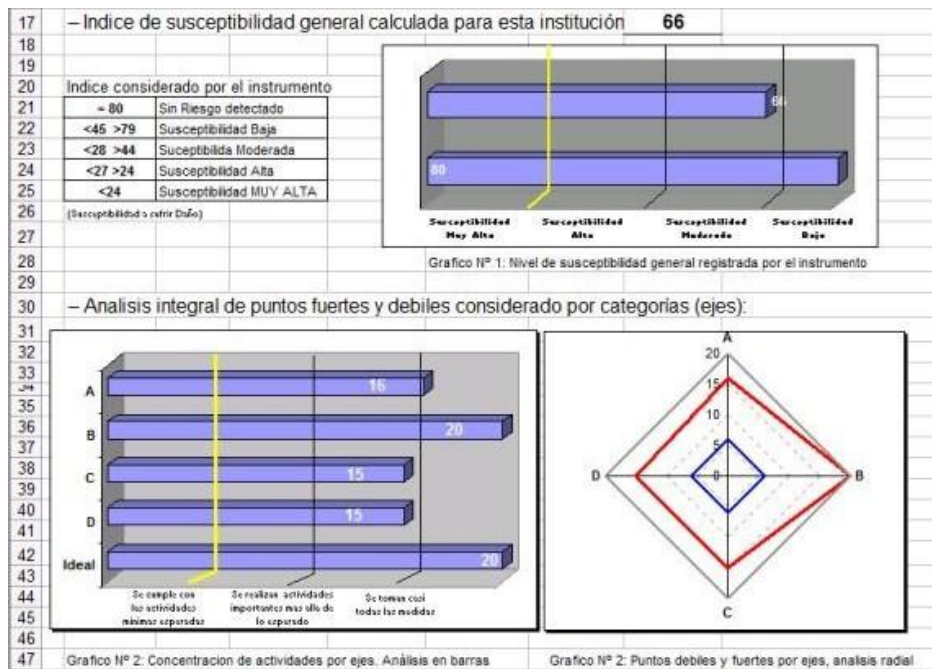 17 – Indice de susceptibilidad general calculada para esta institución 66
18
19
20 Indice considerado por el instrumento
21 = 80 Sin Riesgo detectado
22 <45 >79 Susceptibilidad Baja
23 <28 >44 Suceptibilida Moderada
24 <27 >24 Susceptibilidad Alta
25 <24 Susceptibilidad MUY ALTA
26 (Susceptibilidad a sufrir Daño)
66
80
Susceptibilidad Muy Alta
Susceptibilidad Alta
Susceptibilidad Moderada
Susceptibilidad Baja
27
28 Grafico Nº 1: Nivel de susceptibilidad general registrada por el instrumento
29
30 – Analisis integral de puntos fuertes y debiles considerado por categorías (ejes):
31
32
33
34
35
36
37
38
39
40
41
42
43
44
45
46
A 16
B 20
C 15
D 15
Ideal 20
Se cumple con
las actividades
minimas esperadas
Se realizan actividades
importantes mas alla de
lo esperado
Se toman casi
todas las medidas
A
20
15
10
5
0
D
B
C
47 Grafico Nº 2: Concentracion de actividades por ejes. Análisis en barras
Grafico Nº 2: Puntos debiles y fuertes por ejes, analisis radial